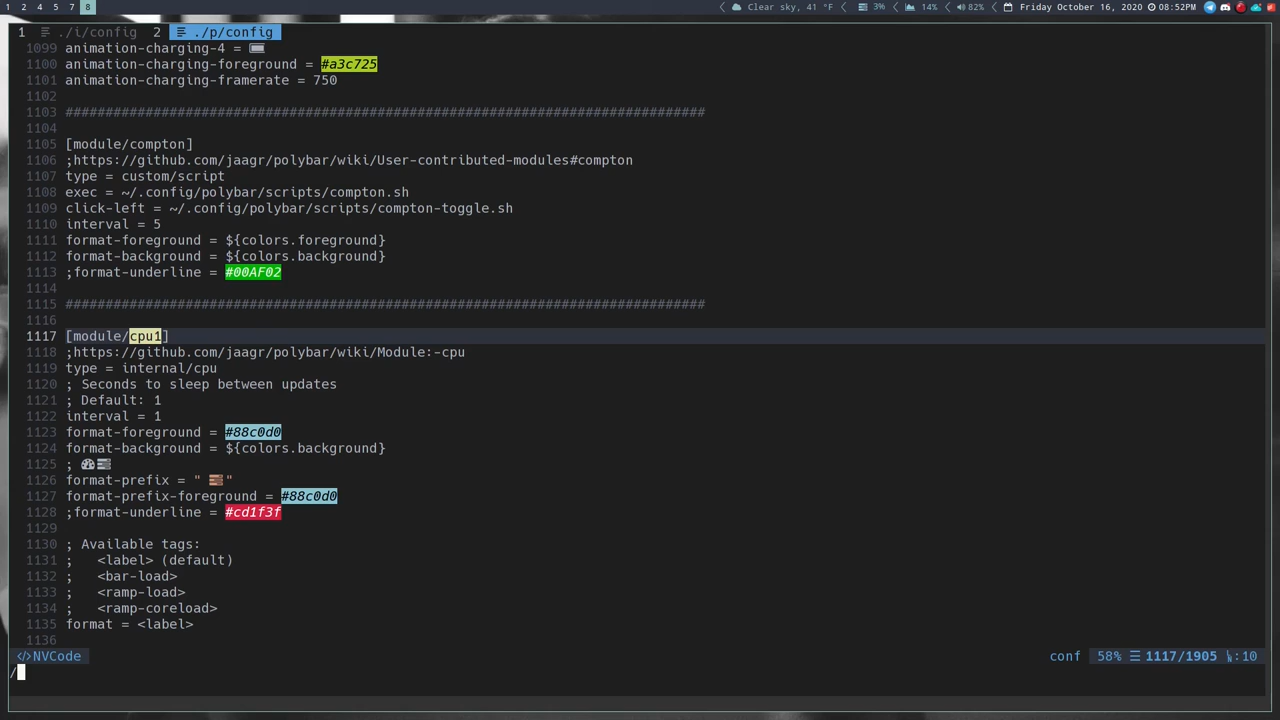 1 2 4 5 7 8 Clear sky, 41 °F 3% 14% 82% Friday October 16, 2020 08:52PM
1 ./i/config 2 ./p/config
1099 animation-charging-4 =
1100 animation-charging-foreground = #a3c725
1101 animation-charging-framerate = 750
1102
1103 ################################################################################
1104
1105 [module/compton]
1106 ;https://github.com/jaagr/polybar/wiki/User-contributed-modules#compton
1107 type = custom/script
1108 exec = ~/.config/polybar/scripts/compton.sh
1109 click-left = ~/.config/polybar/scripts/compton-toggle.sh
1110 interval = 5
1111 format-foreground = ${colors.foreground}
1112 format-background = ${colors.background}
1113 ;format-underline = #00AF02
1114
1115 ################################################################################
1116
1117 [module/cpu1]
1118 ;https://github.com/jaagr/polybar/wiki/Module:-cpu
1119 type = internal/cpu
1120 ; Seconds to sleep between updates
1121 ; Default: 1
1122 interval = 1
1123 format-foreground = #88c0d0
1124 format-background = ${colors.background}
1125 ;
1126 format-prefix = " "
1127 format-prefix-foreground = #88c0d0
1128 ;format-underline = #cd1f3f
1129
1130 ; Available tags:
1131 ;   <label> (default)
1132 ;   <bar-load>
1133 ;   <ramp-load>
1134 ;   <ramp-coreload>
1135 format = <label>
1136
</>NVCode conf 58% ☰ 1117/1905 :10
/